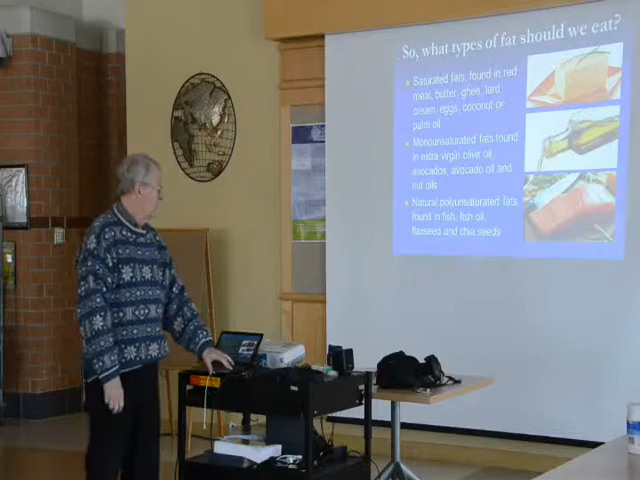 So, what types of fat should we eat?
Saturated fats, found in red
meat, butter, ghee, lard,
cream, eggs, coconut or
palm oil
Monounsaturated fats found
in extra virgin olive oil,
avocados, avocado oil and
nut oils
Natural polyunsaturated fats
found in fish, fish oil,
flaxseed and chia seeds